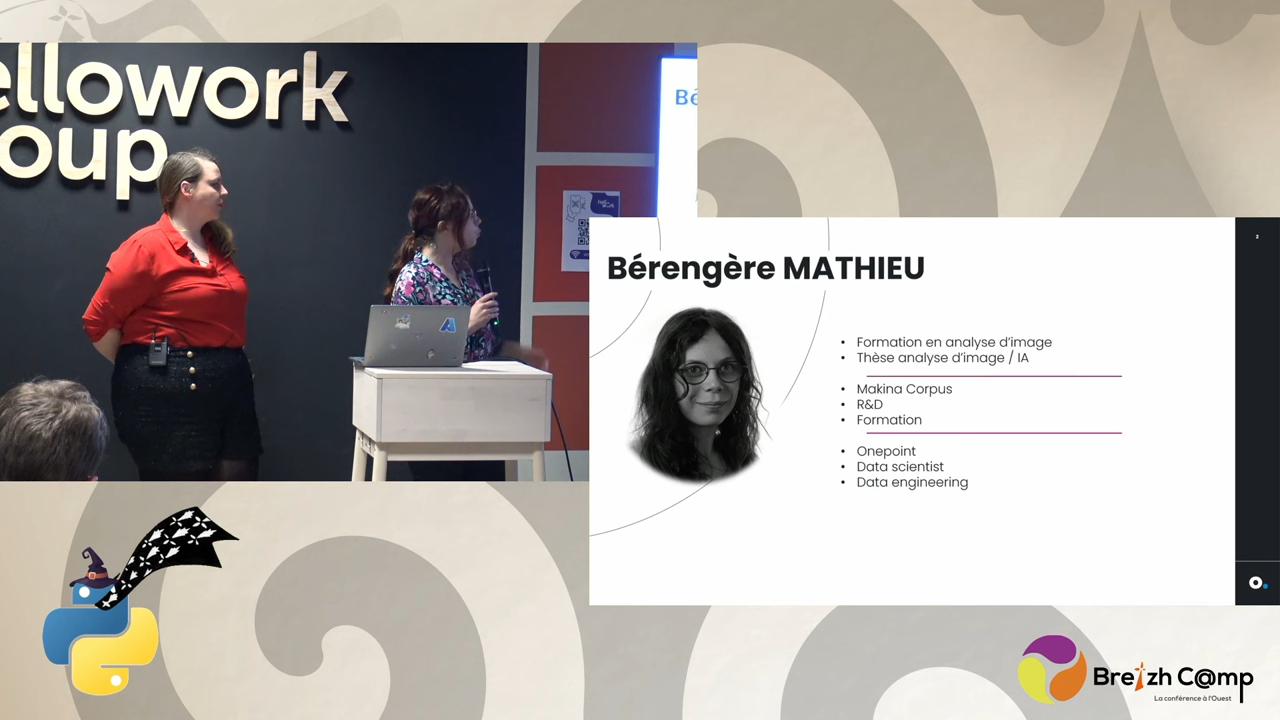 ellowork
oup
Bé
2
Bérengère MATHIEU
• Formation en analyse d'image
• Thèse analyse d'image / IA
• Makina Corpus
• R&D
• Formation
• Onepoint
• Data scientist
• Data engineering
o.
Breizh C@mp
La conférence à l'Ouest